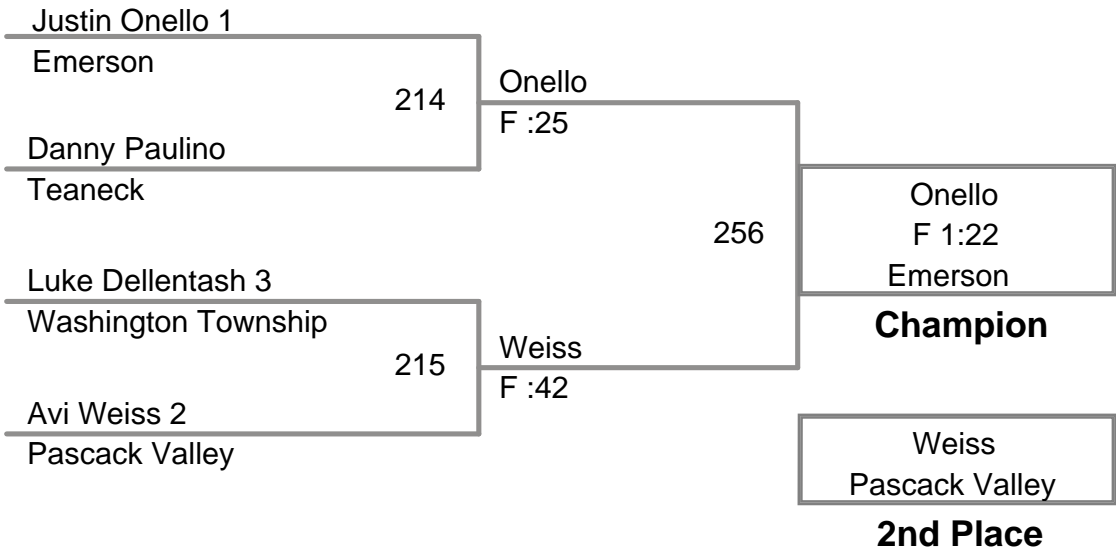 Justin Onello 1
Emerson
214
Danny Paulino
Teaneck
Onello
F :25
Luke Dellentash 3
Washington Township
215
Avi Weiss 2
Pascack Valley
Weiss
F :42
256
Onello
F 1:22
Emerson
Champion
Weiss
Pascack Valley
2nd Place